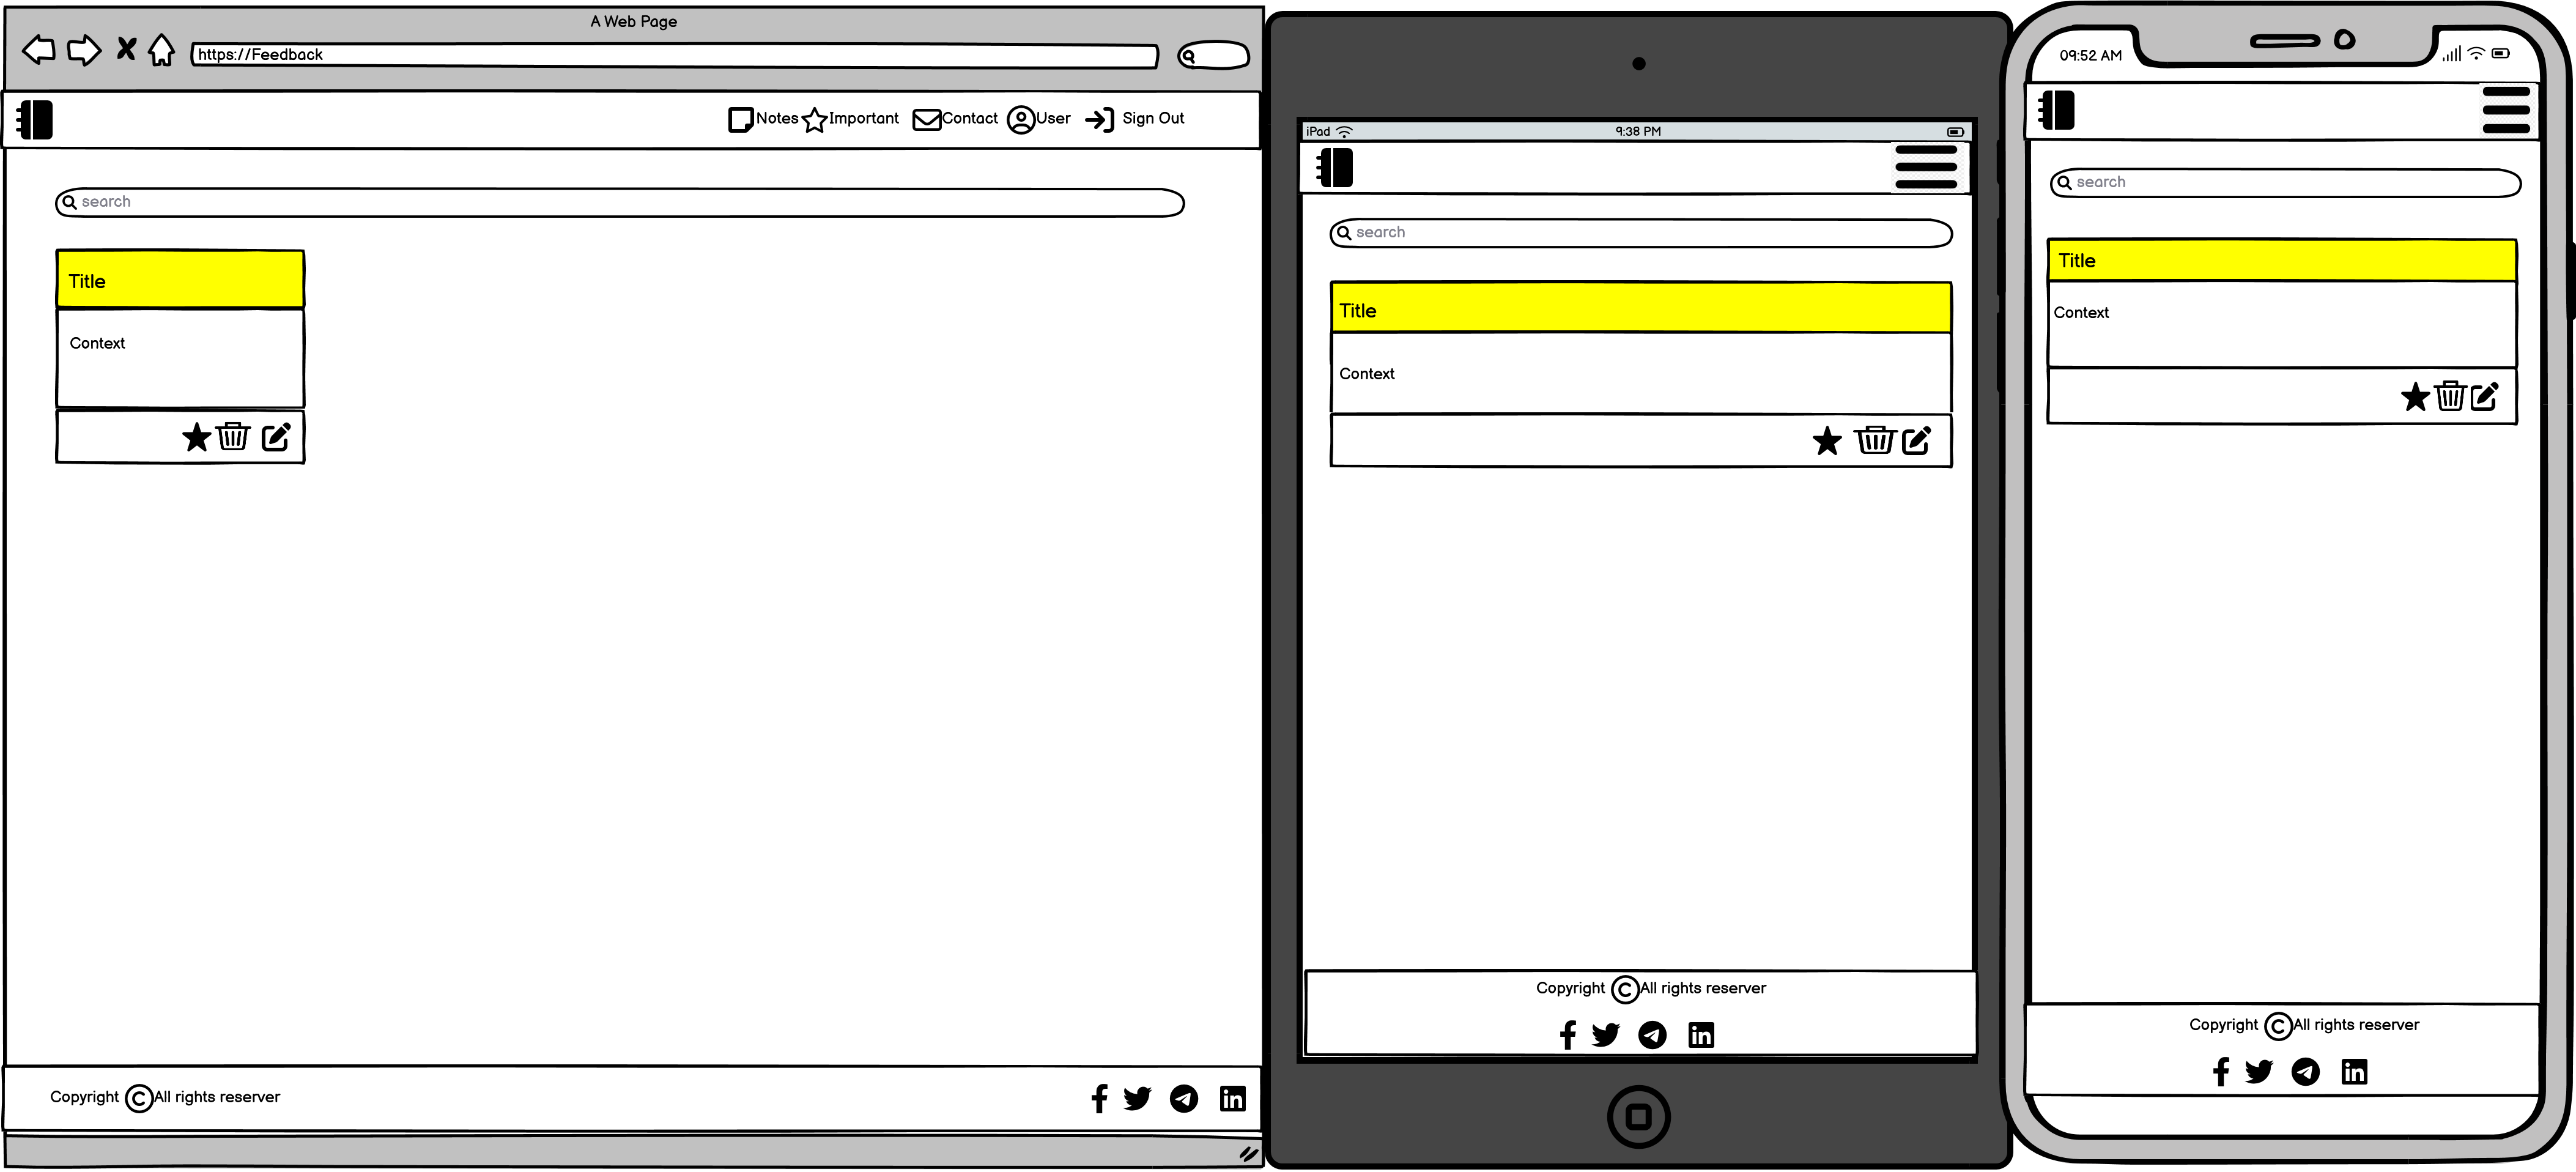 A Web Page
https://Feedback
Notes Important Contact User Sign Out
search
Title
Context
Copyright © All rights reserver
iPad 9:38 PM
search
Title
Context
Copyright © All rights reserver
09:52 AM
search
Title
Context
Copyright © All rights reserver